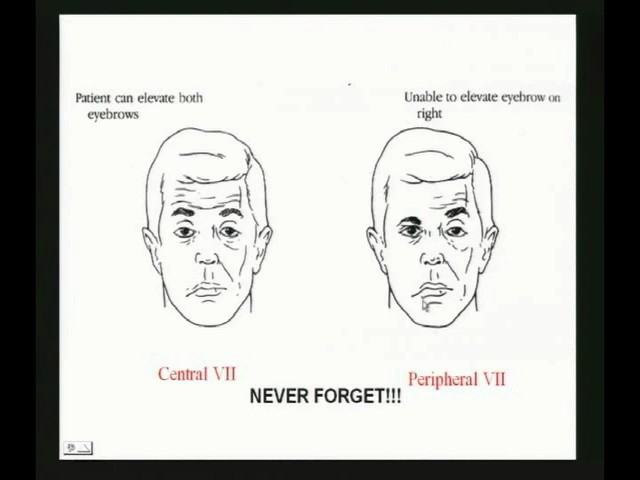 Patient can elevate both
eyebrows
Unable to elevate eyebrow on
right
Central VII
Peripheral VII
NEVER FORGET!!!